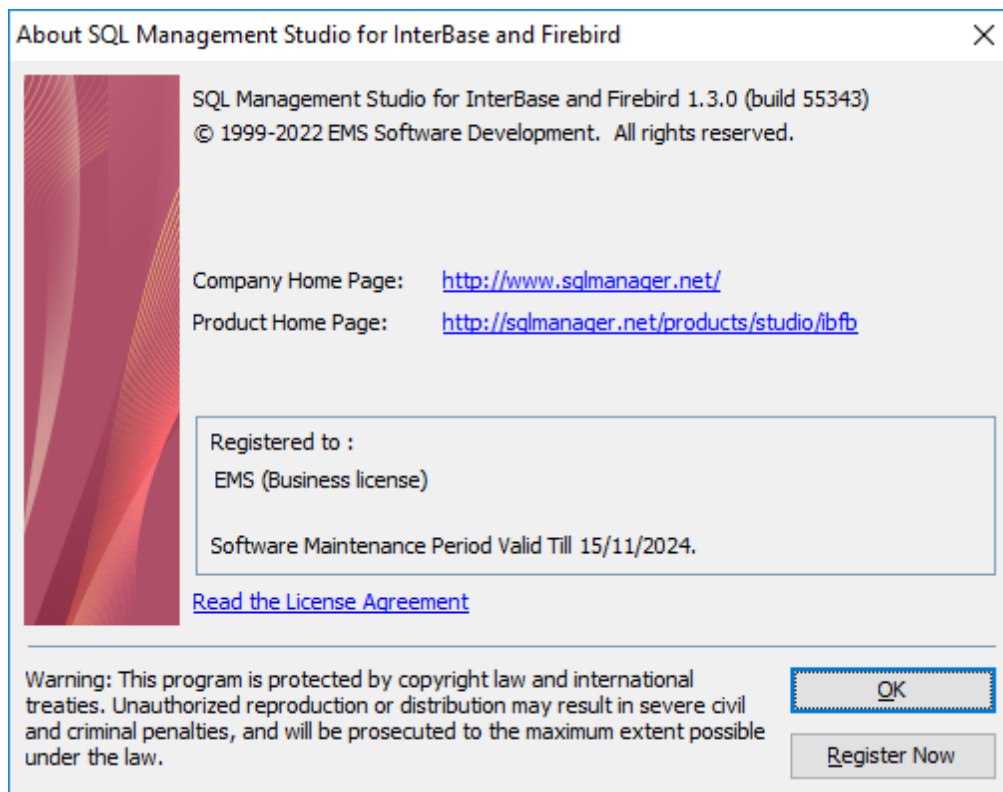 About SQL Management Studio for InterBase and Firebird
SQL Management Studio for InterBase and Firebird 1.3.0 (build 55343)
© 1999-2022 EMS Software Development.  All rights reserved.
Company Home Page: http://www.sqlmanager.net/
Product Home Page: http://sqlmanager.net/products/studio/ibfb
Registered to :
EMS (Business license)
Software Maintenance Period Valid Till 15/11/2024.
Read the License Agreement
Warning: This program is protected by copyright law and international
treaties. Unauthorized reproduction or distribution may result in severe civil
and criminal penalties, and will be prosecuted to the maximum extent possible
under the law.
OK
Register Now